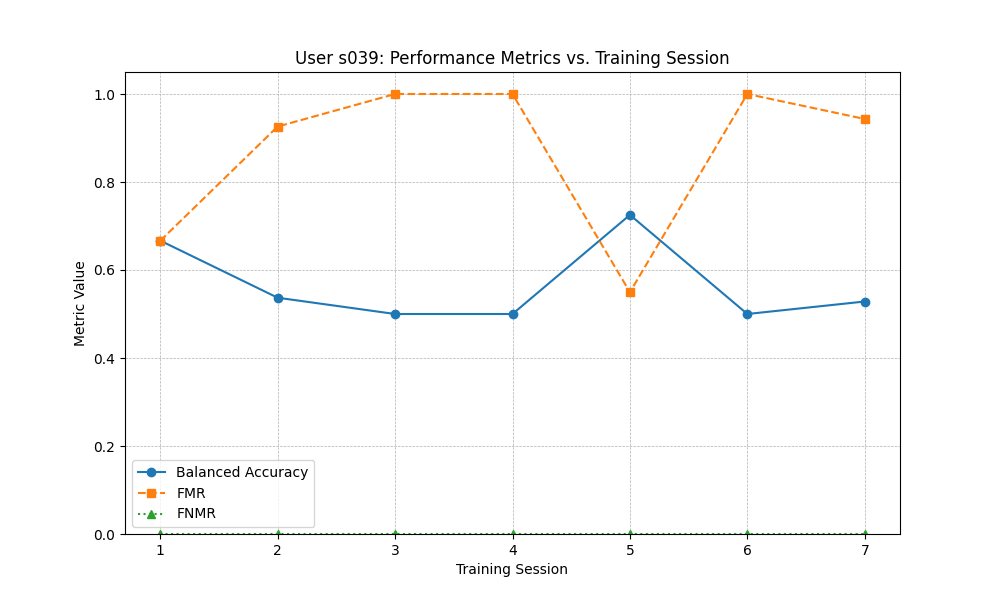 User s039: Performance Metrics vs. Training Session
Metric Value
1.0
0.8
0.6
0.4
0.2
0.0
Balanced Accuracy
FMR
FNMR
1 2 3 4 5 6 7
Training Session